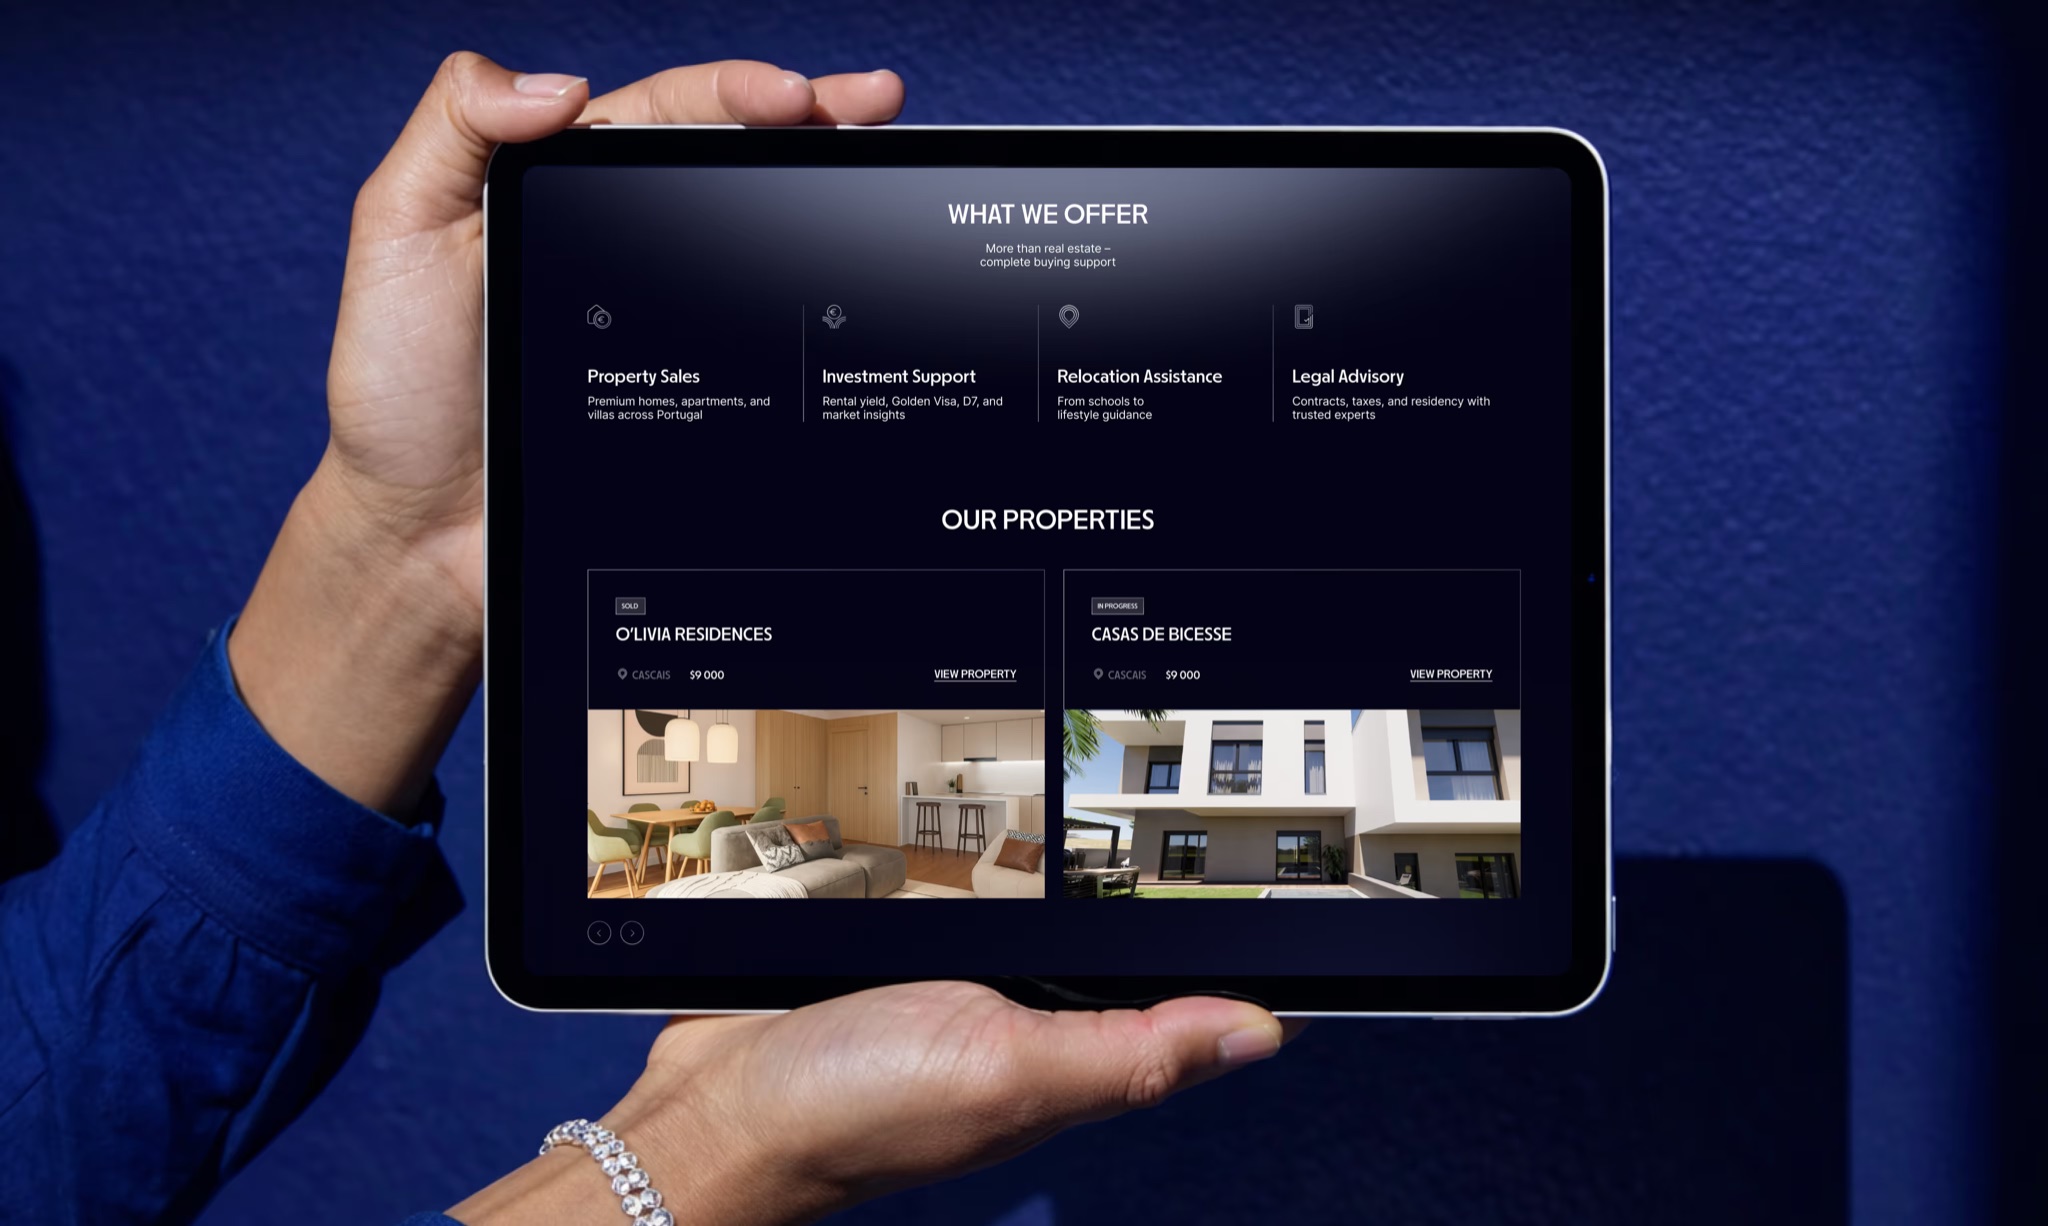 WHAT WE OFFER
More than real estate –
complete buying support
Property Sales
Premium homes, apartments, and
villas across Portugal
Investment Support
Rental yield, Golden Visa, D7, and
market insights
Relocation Assistance
From schools to
lifestyle guidance
Legal Advisory
Contracts, taxes, and residency with
trusted experts
OUR PROPERTIES
SOLD
O'LIVIA RESIDENCES
CASCAIS $9 000 VIEW PROPERTY
IN PROGRESS
CASAS DE BICESSE
CASCAIS $9 000 VIEW PROPERTY